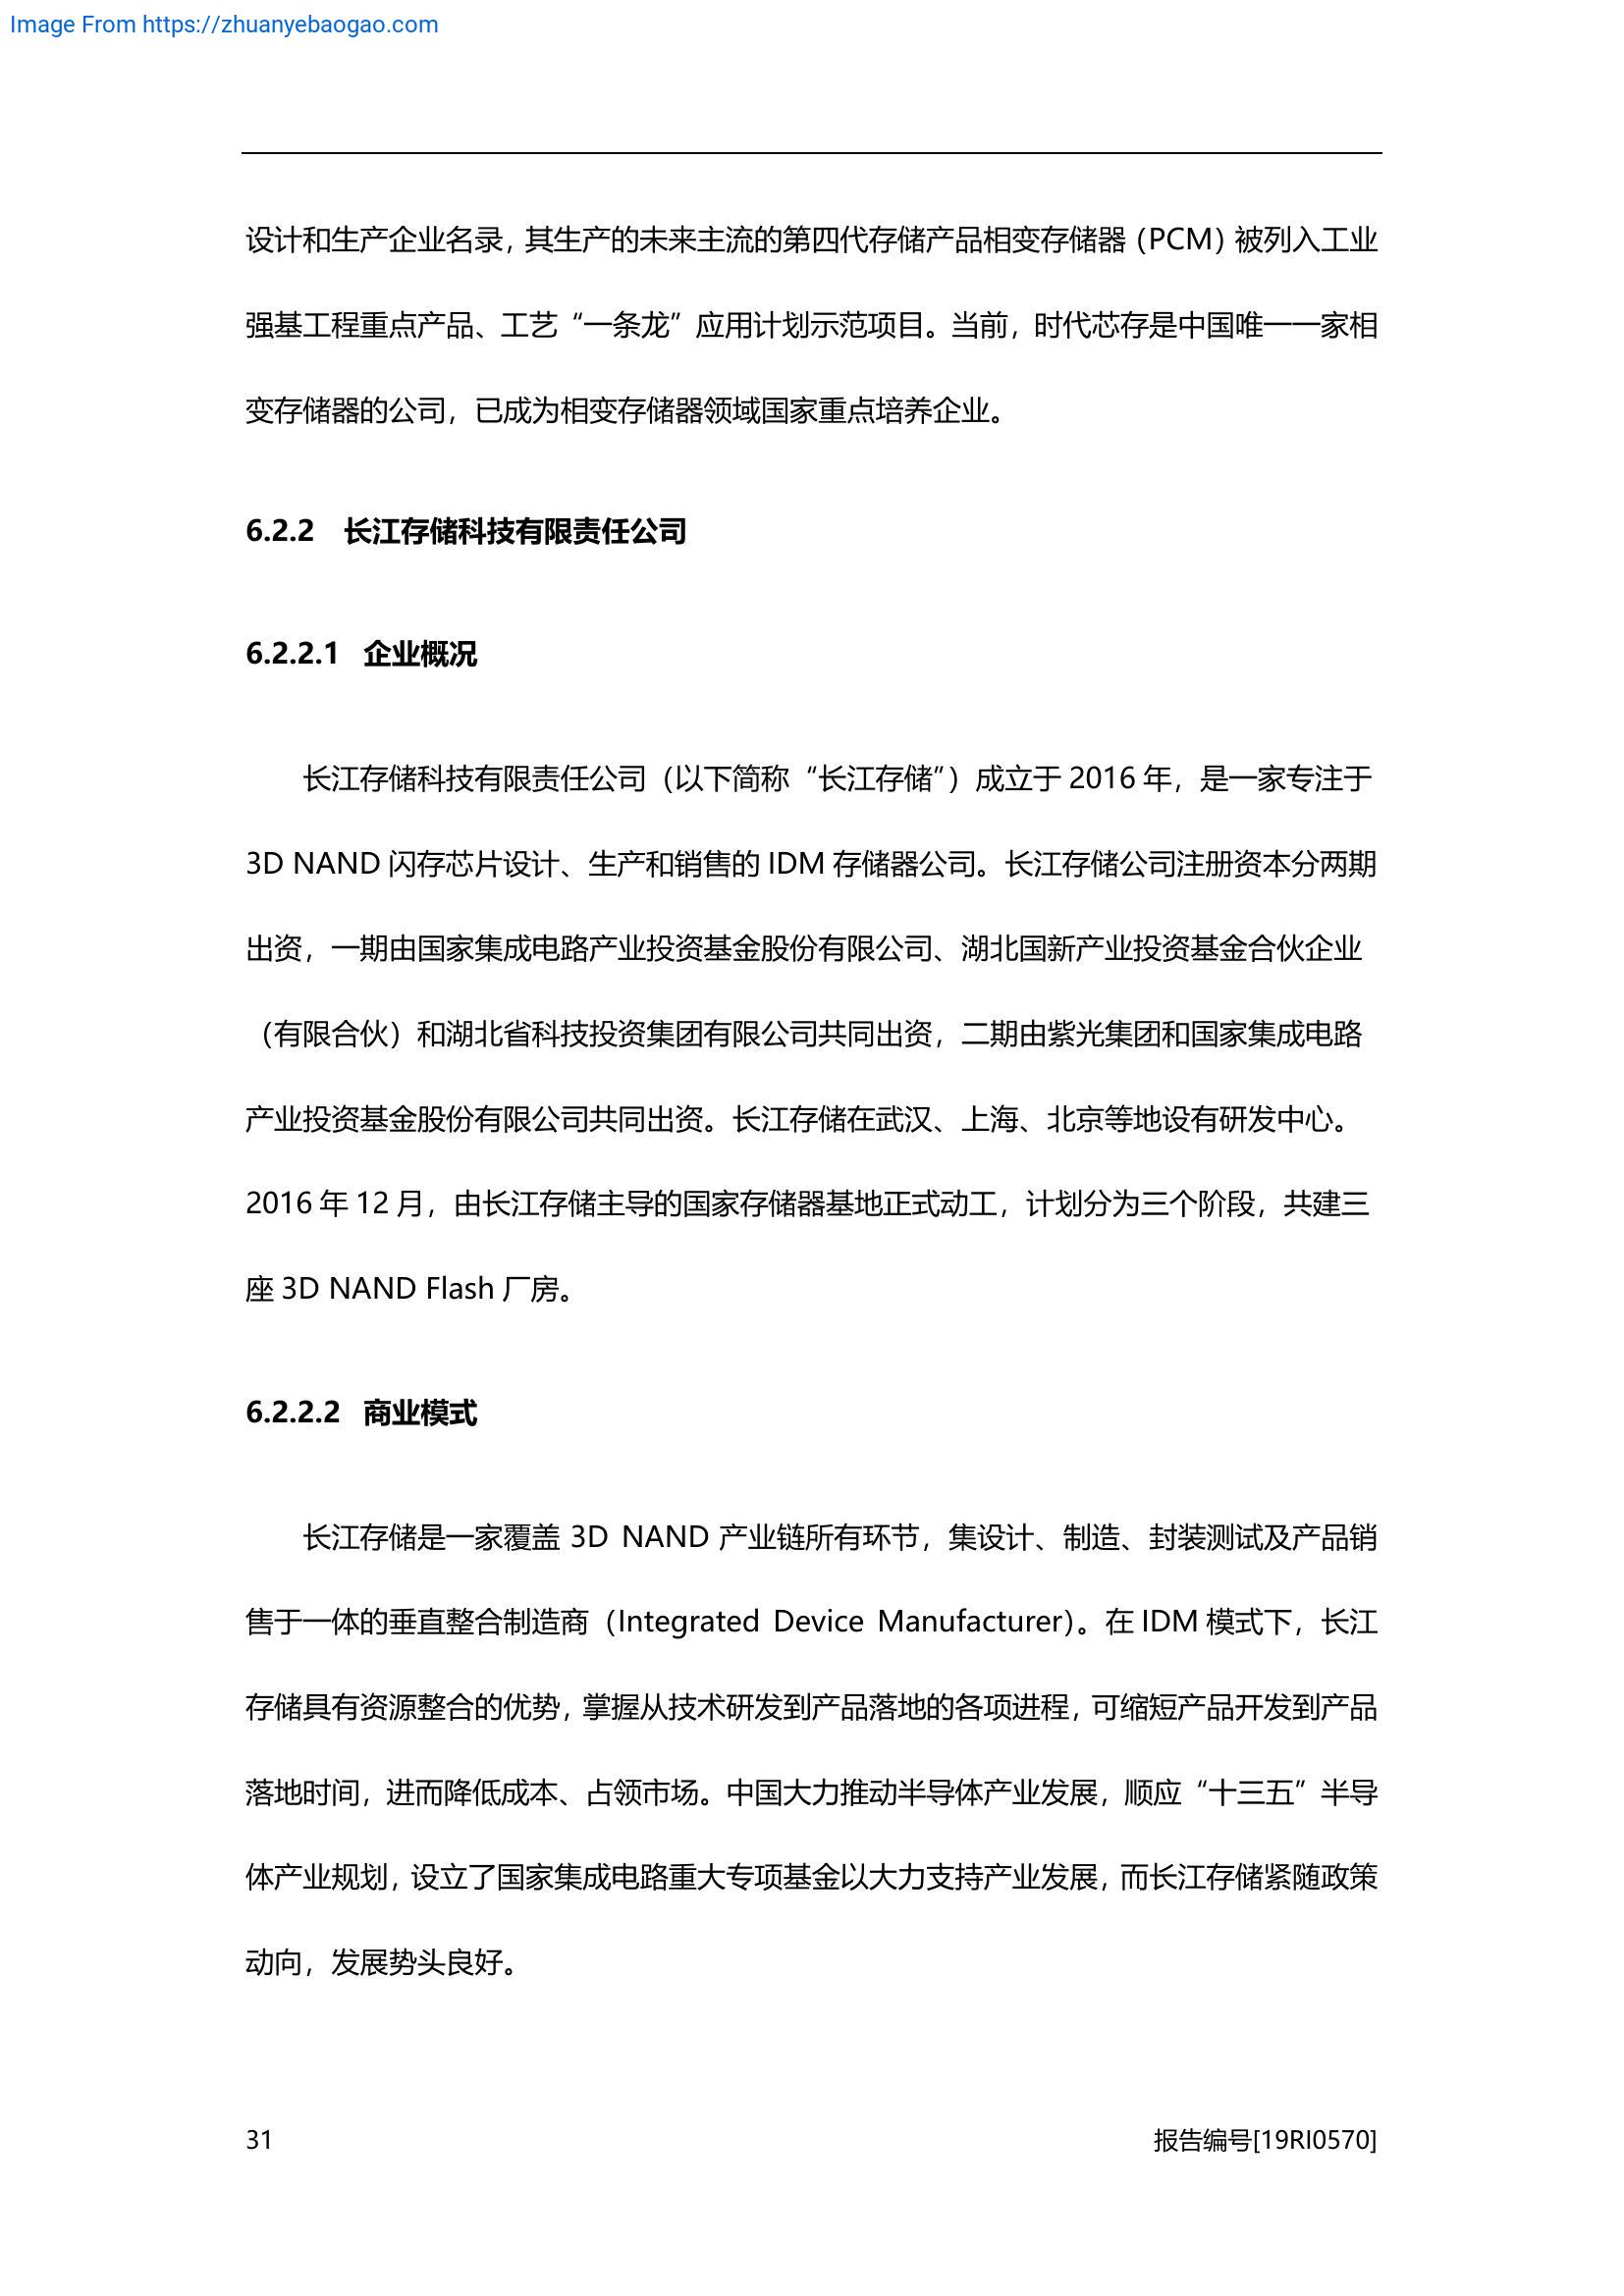 Image From https://zhuanyebaogao.com
设计和生产企业名录，其生产的未来主流的第四代存储产品相变存储器（PCM）被列入工业
强基工程重点产品、工艺“一条龙”应用计划示范项目。当前，时代芯存是中国唯一一家相
变存储器的公司，已成为相变存储器领域国家重点培养企业。
6.2.2 长江存储科技有限责任公司
6.2.2.1 企业概况
长江存储科技有限责任公司（以下简称“长江存储”）成立于 2016 年，是一家专注于
3D NAND 闪存芯片设计、生产和销售的 IDM 存储器公司。长江存储公司注册资本分两期
出资，一期由国家集成电路产业投资基金股份有限公司、湖北国新产业投资基金合伙企业
（有限合伙）和湖北省科技投资集团有限公司共同出资，二期由紫光集团和国家集成电路
产业投资基金股份有限公司共同出资。长江存储在武汉、上海、北京等地设有研发中心。
2016 年 12 月，由长江存储主导的国家存储器基地正式动工，计划分为三个阶段，共建三
座 3D NAND Flash 厂房。
6.2.2.2 商业模式
长江存储是一家覆盖 3D NAND 产业链所有环节，集设计、制造、封装测试及产品销
售于一体的垂直整合制造商（Integrated Device Manufacturer）。在 IDM 模式下，长江
存储具有资源整合的优势，掌握从技术研发到产品落地的各项进程，可缩短产品开发到产品
落地时间，进而降低成本、占领市场。中国大力推动半导体产业发展，顺应“十三五”半导
体产业规划，设立了国家集成电路重大专项基金以大力支持产业发展，而长江存储紧随政策
动向，发展势头良好。
31 报告编号[19RI0570]